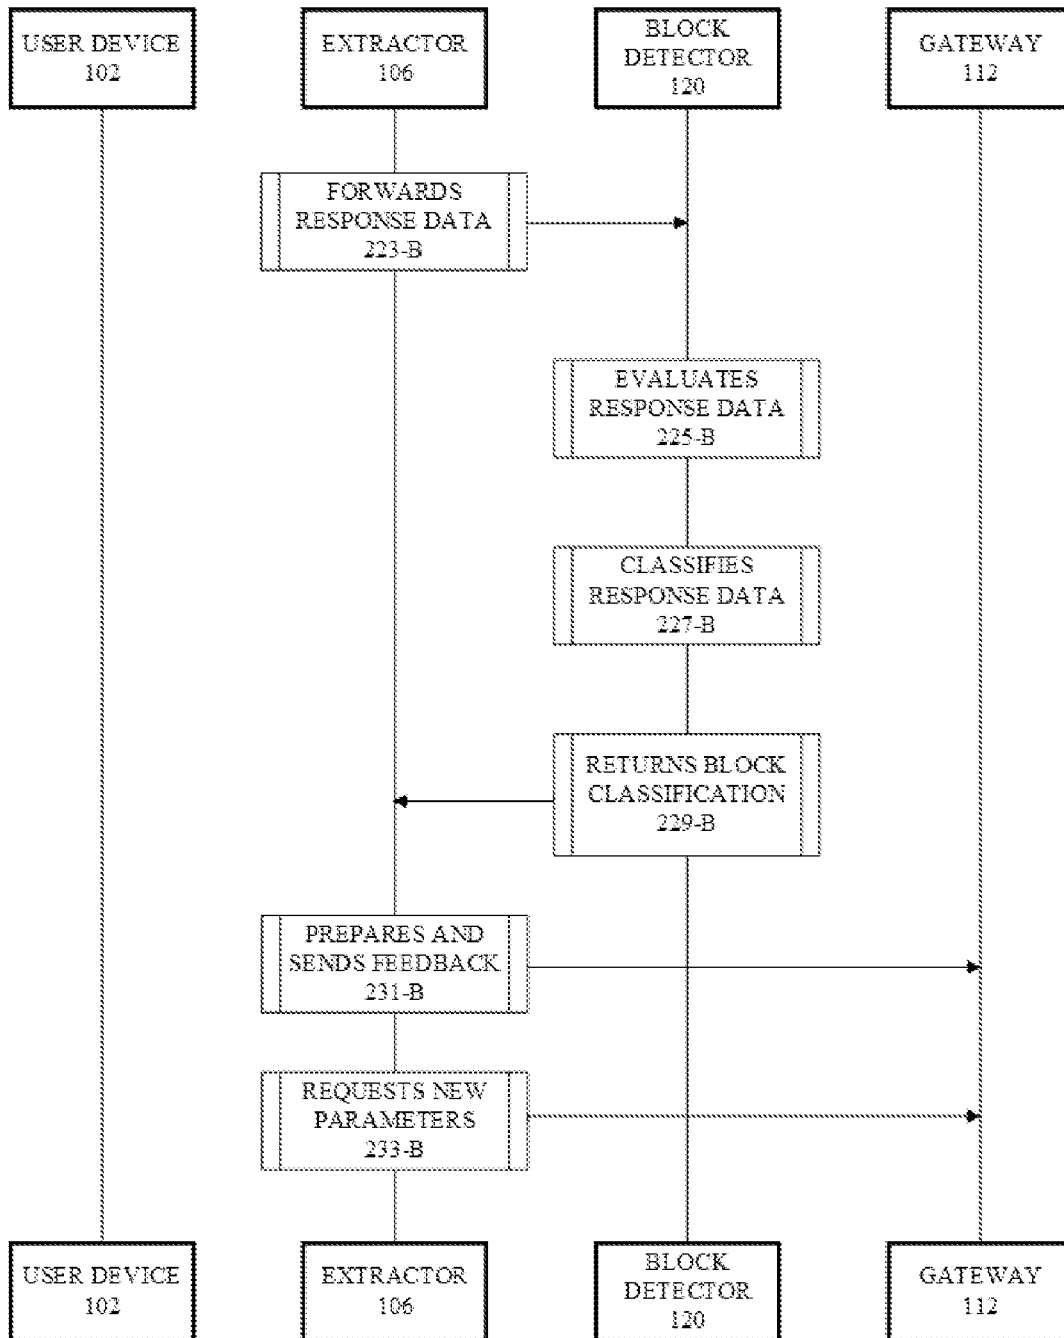 USER DEVICE
102
EXTRACTOR
106
BLOCK
DETECTOR
120
GATEWAY
112
FORWARDS
RESPONSE DATA
223-B
EVALUATES
RESPONSE DATA
225-B
CLASSIFIES
RESPONSE DATA
227-B
RETURNS BLOCK
CLASSIFICATION
229-B
PREPARES AND
SENDS FEEDBACK
231-B
REQUESTS NEW
PARAMETERS
233-B
USER DEVICE
102
EXTRACTOR
106
BLOCK
DETECTOR
120
GATEWAY
112